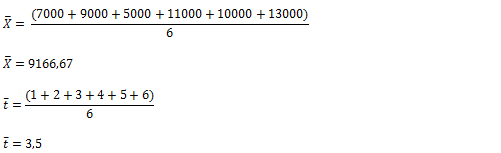 X̄ = (7000 + 9000 + 5000 + 11000 + 10000 + 13000)
6
X̄ = 9166,67
t̄ = (1 + 2 + 3 + 4 + 5 + 6)
6
t̄ = 3,5